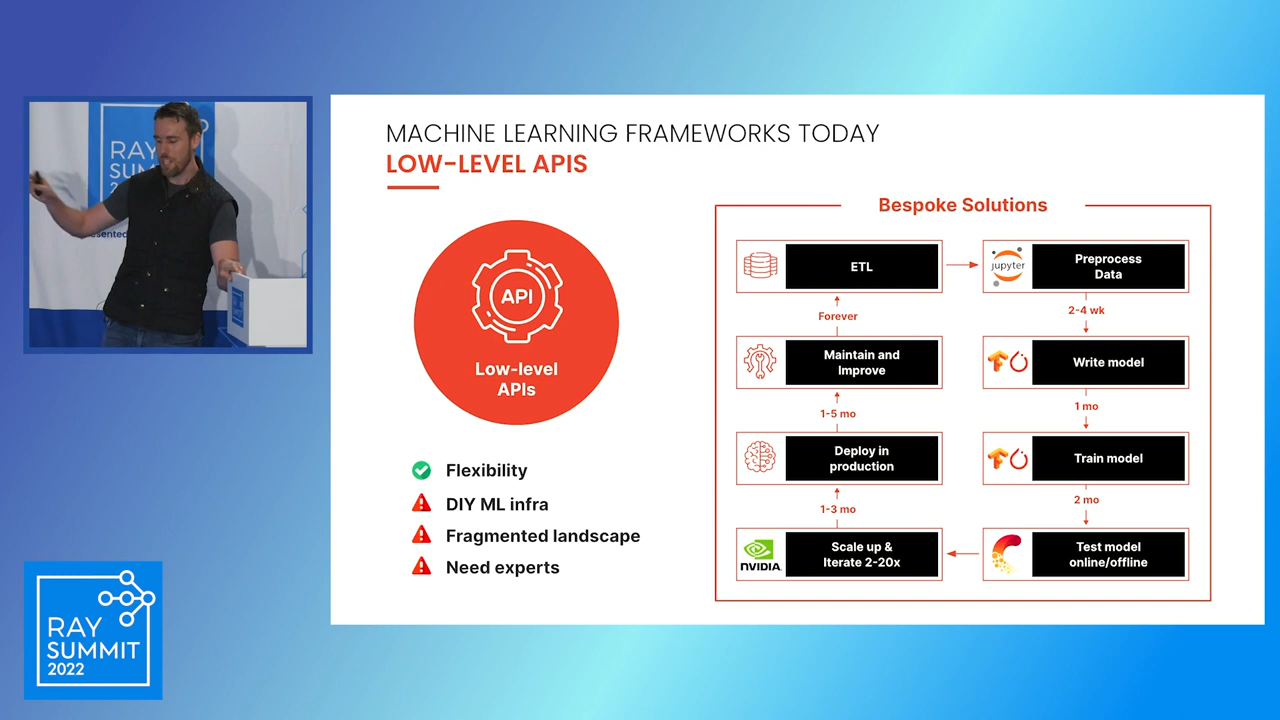 MACHINE LEARNING FRAMEWORKS TODAY
LOW-LEVEL APIS
API
Low-level
APIs
Flexibility
DIY ML infra
Fragmented landscape
Need experts
Bespoke Solutions
ETL
jupyter
Preprocess
Data
2-4 wk
Write model
1 mo
Train model
2 mo
Test model
online/offline
NVIDIA.
Scale up &
Iterate 2-20x
1-3 mo
Deploy in
production
1-5 mo
Maintain and
Improve
Forever
RAY
SUMMIT
2022
RAY